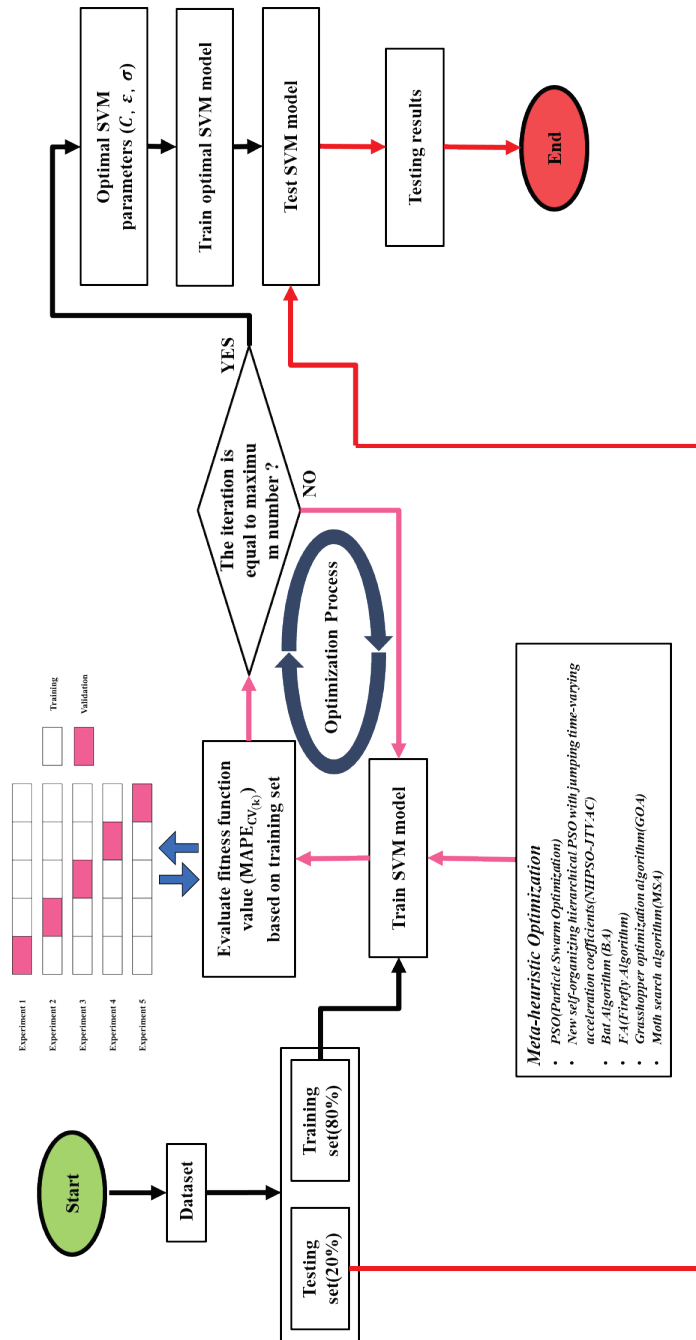 Start
Dataset
Testing
set(20%)
Training
set(80%)
Experiment 1
Experiment 2
Experiment 3
Experiment 4
Experiment 5
Training
Validation
Evaluate fitness function
value (MAPE_CV(k))
based on training set
Train SVM model
Optimization Process
Meta-heuristic Optimization
• PSO(Particle Swarm Optimization)
• New self-organizing hierarchical PSO with jumping time-varying
acceleration coefficients(NHPSO-JTVAC)
• Bat Algorithm (BA)
• FA(Firefly Algorithm)
• Grasshopper optimization algorithm(GOA)
• Moth search algorithm(MSA)
The iteration is
equal to maximu
m number ?
YES
NO
Optimal SVM
parameters (C, ε, σ)
Train optimal SVM model
Test SVM model
Testing results
End